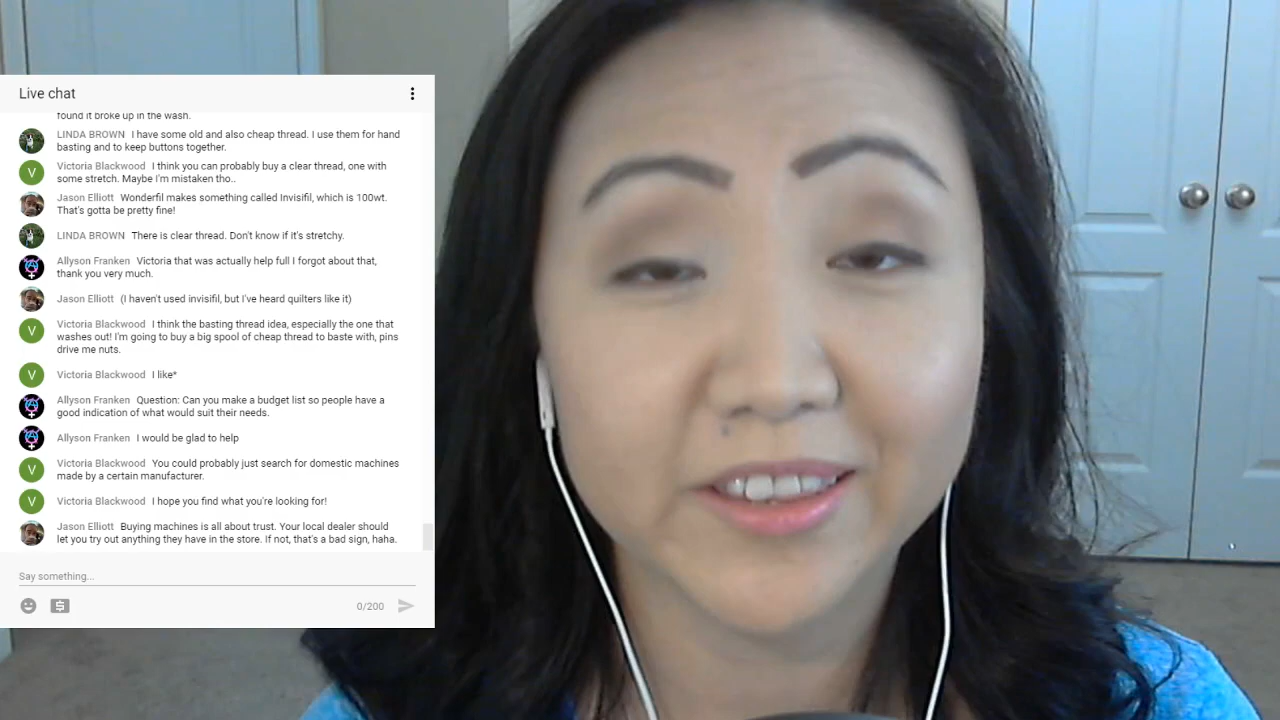 Live chat
found it broke up in the wash.
LINDA BROWN I have some old and also cheap thread. I use them for hand
basting and to keep buttons together.
V
Victoria Blackwood I think you can probably buy a clear thread, one with
some stretch. Maybe I'm mistaken tho..
Jason Elliott Wonderfil makes something called Invisifil, which is 100wt.
That's gotta be pretty fine!
LINDA BROWN There is clear thread. Don't know if it's stretchy.
Allyson Franken Victoria that was actually help full I forgot about that,
thank you very much.
Jason Elliott (I haven't used invisifil, but I've heard quilters like it)
V
Victoria Blackwood I think the basting thread idea, especially the one that
washes out! I'm going to buy a big spool of cheap thread to baste with, pins
drive me nuts.
V
Victoria Blackwood I like*
Allyson Franken Question: Can you make a budget list so people have a
good indication of what would suit their needs.
Allyson Franken I would be glad to help
V
Victoria Blackwood You could probably just search for domestic machines
made by a certain manufacturer.
V
Victoria Blackwood I hope you find what you're looking for!
Jason Elliott Buying machines is all about trust. Your local dealer should
let you try out anything they have in the store. If not, that's a bad sign, haha.
Say something...
$
0/200